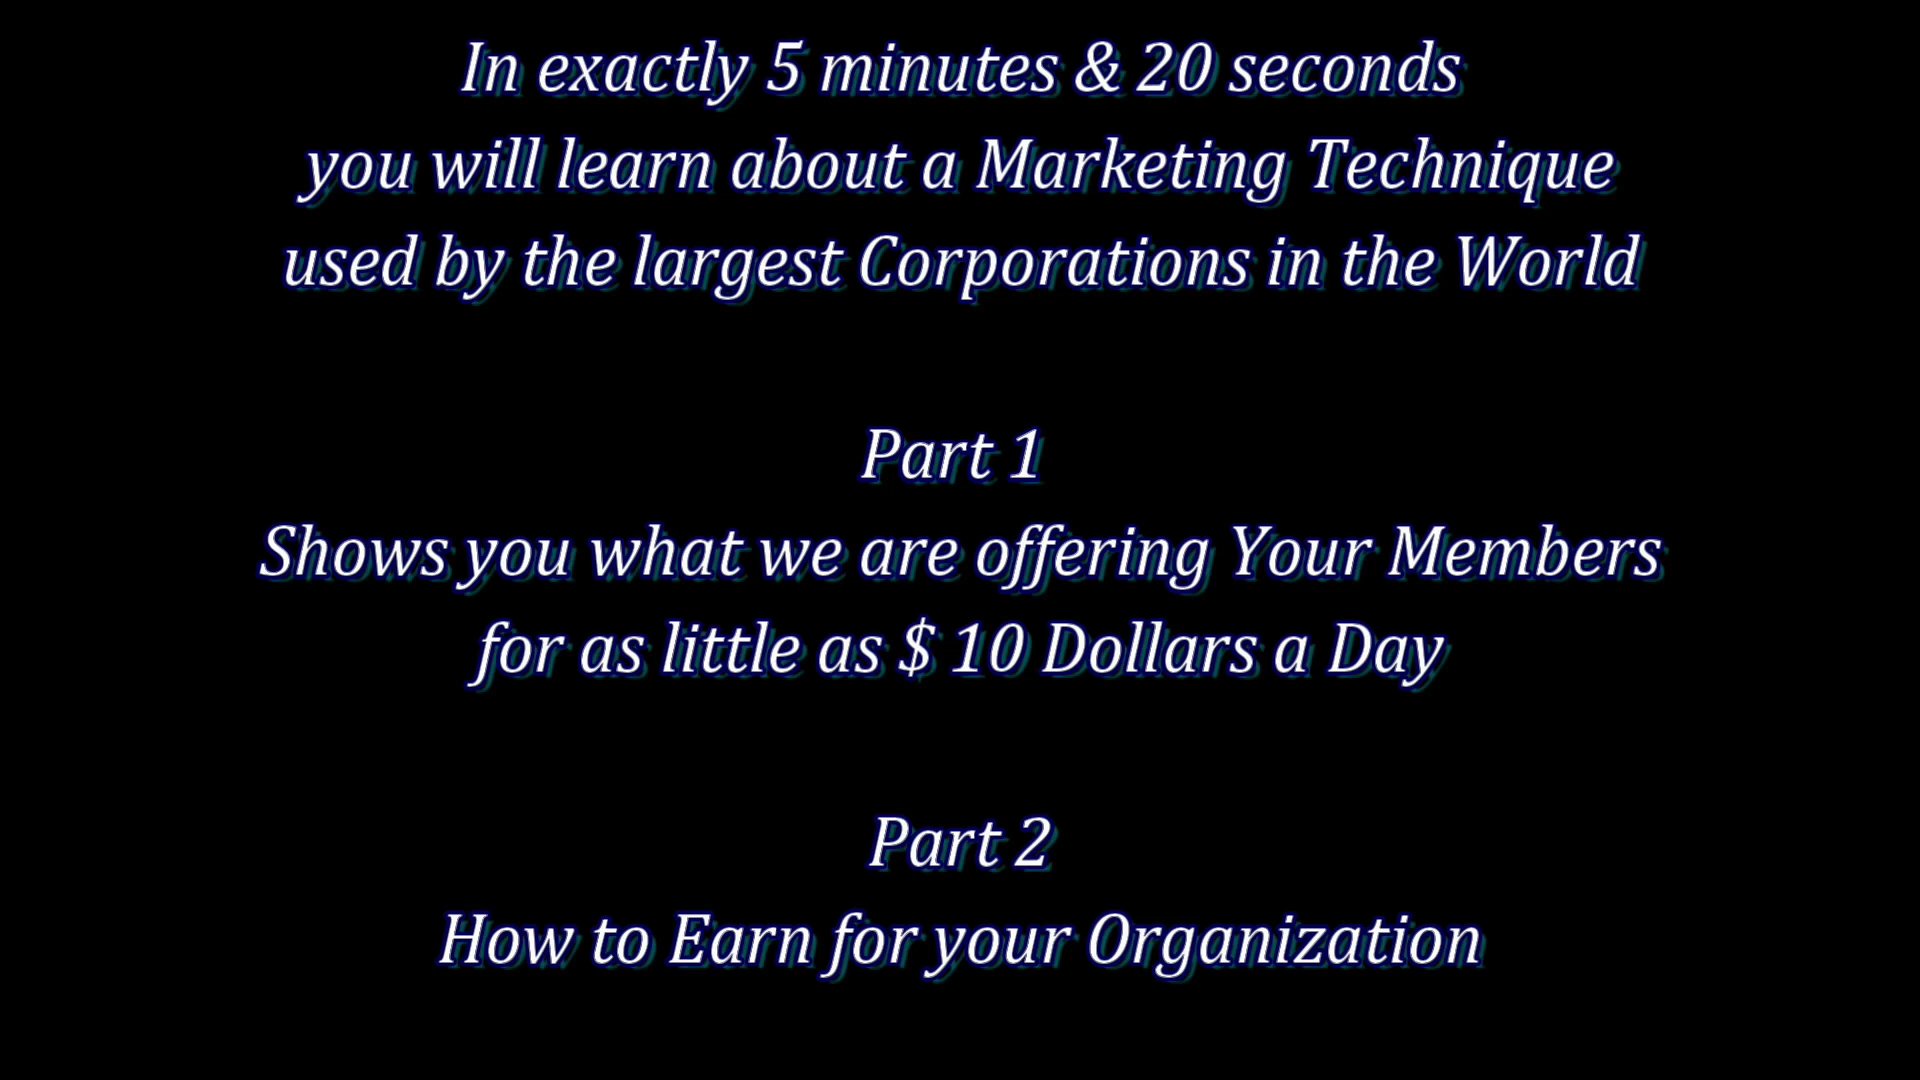 In exactly 5 minutes & 20 seconds
you will learn about a Marketing Technique
used by the largest Corporations in the World
Part 1
Shows you what we are offering Your Members
for as little as $ 10 Dollars a Day
Part 2
How to Earn for your Organization